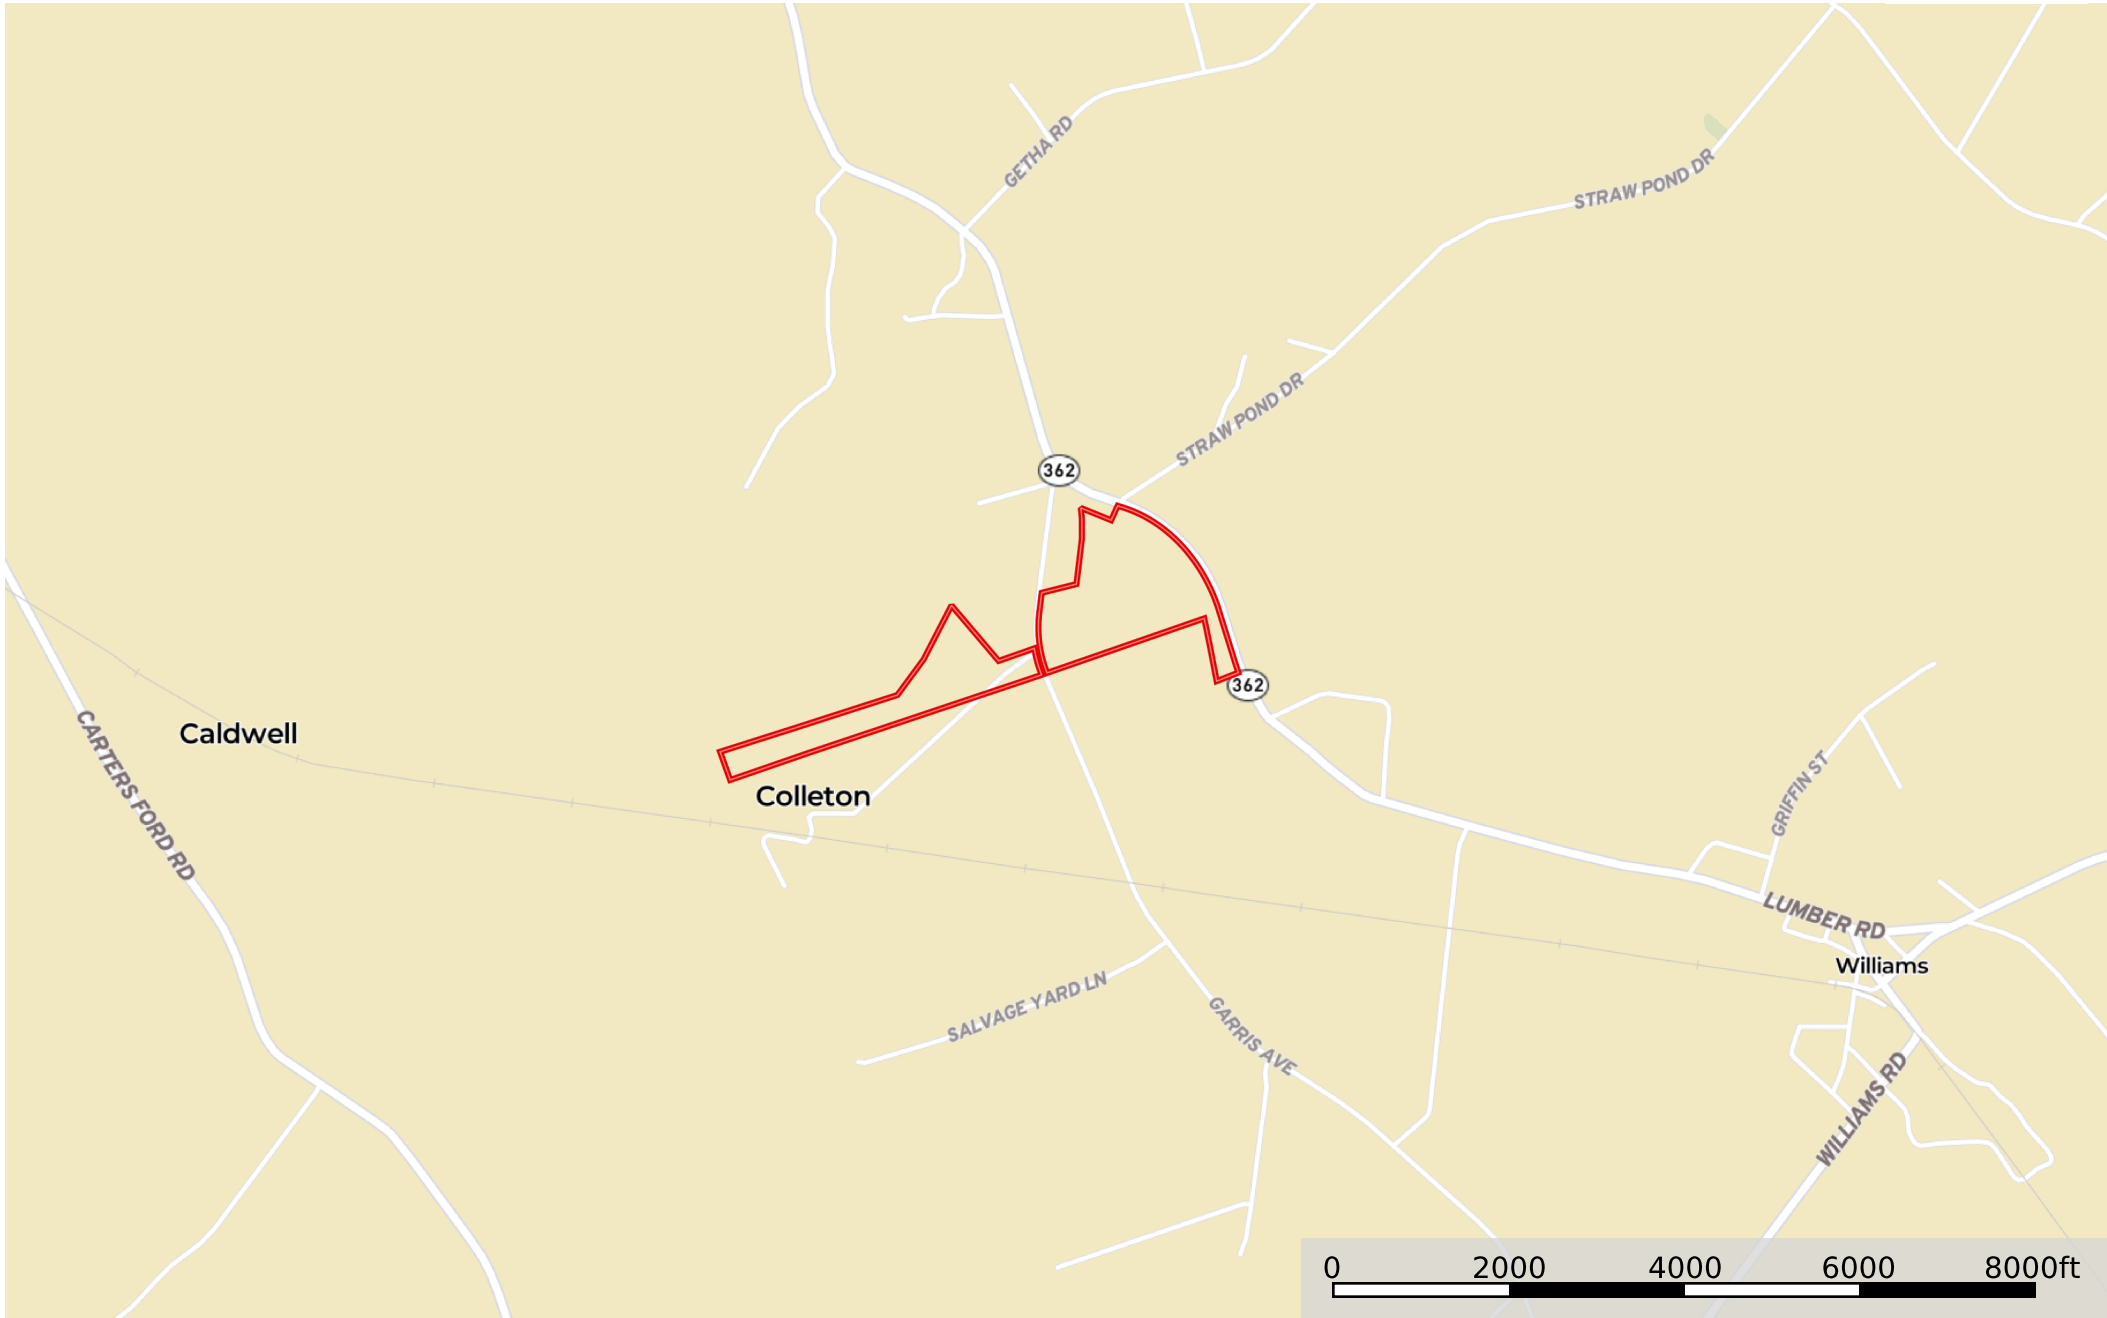 GETHA RD
STRAW POND DR
STRAW POND DR
362
362
Caldwell
CARTERS FORD RD
Colleton
GRIFFIN ST
LUMBER RD
Williams
SALVAGE YARD LN
GARRIS AVE
WILLIAMS RD
0 2000 4000 6000 8000ft